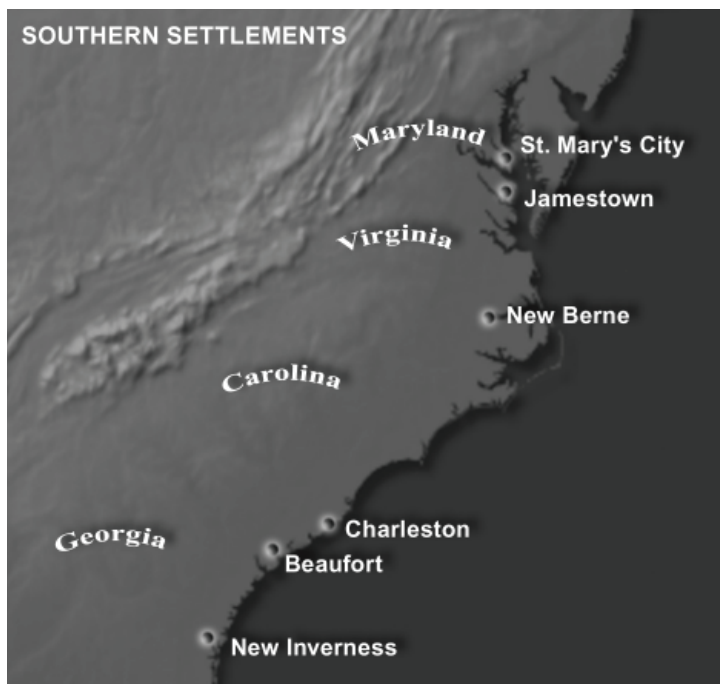 SOUTHERN SETTLEMENTS
Maryland
St. Mary's City
Jamestown
Virginia
New Berne
Carolina
Charleston
Georgia
Beaufort
New Inverness